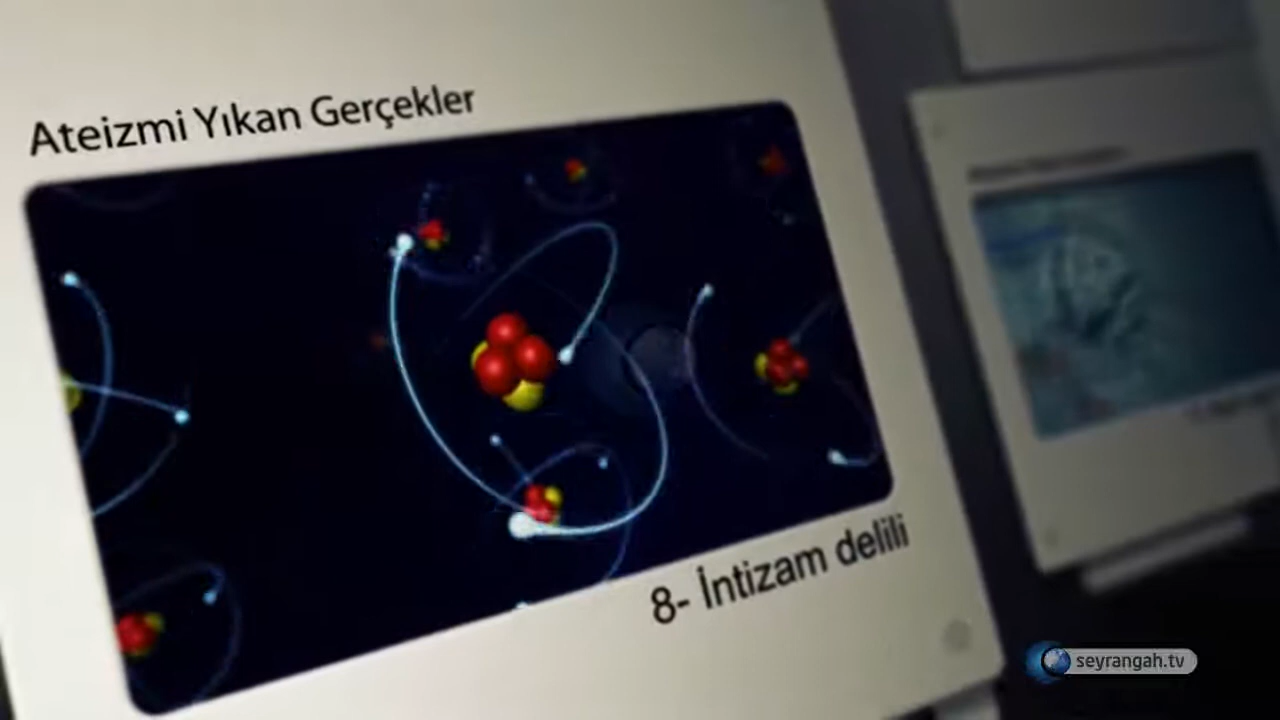 Ateizmi Yıkan Gerçekler
8- İntizam delili
seyrangah.tv